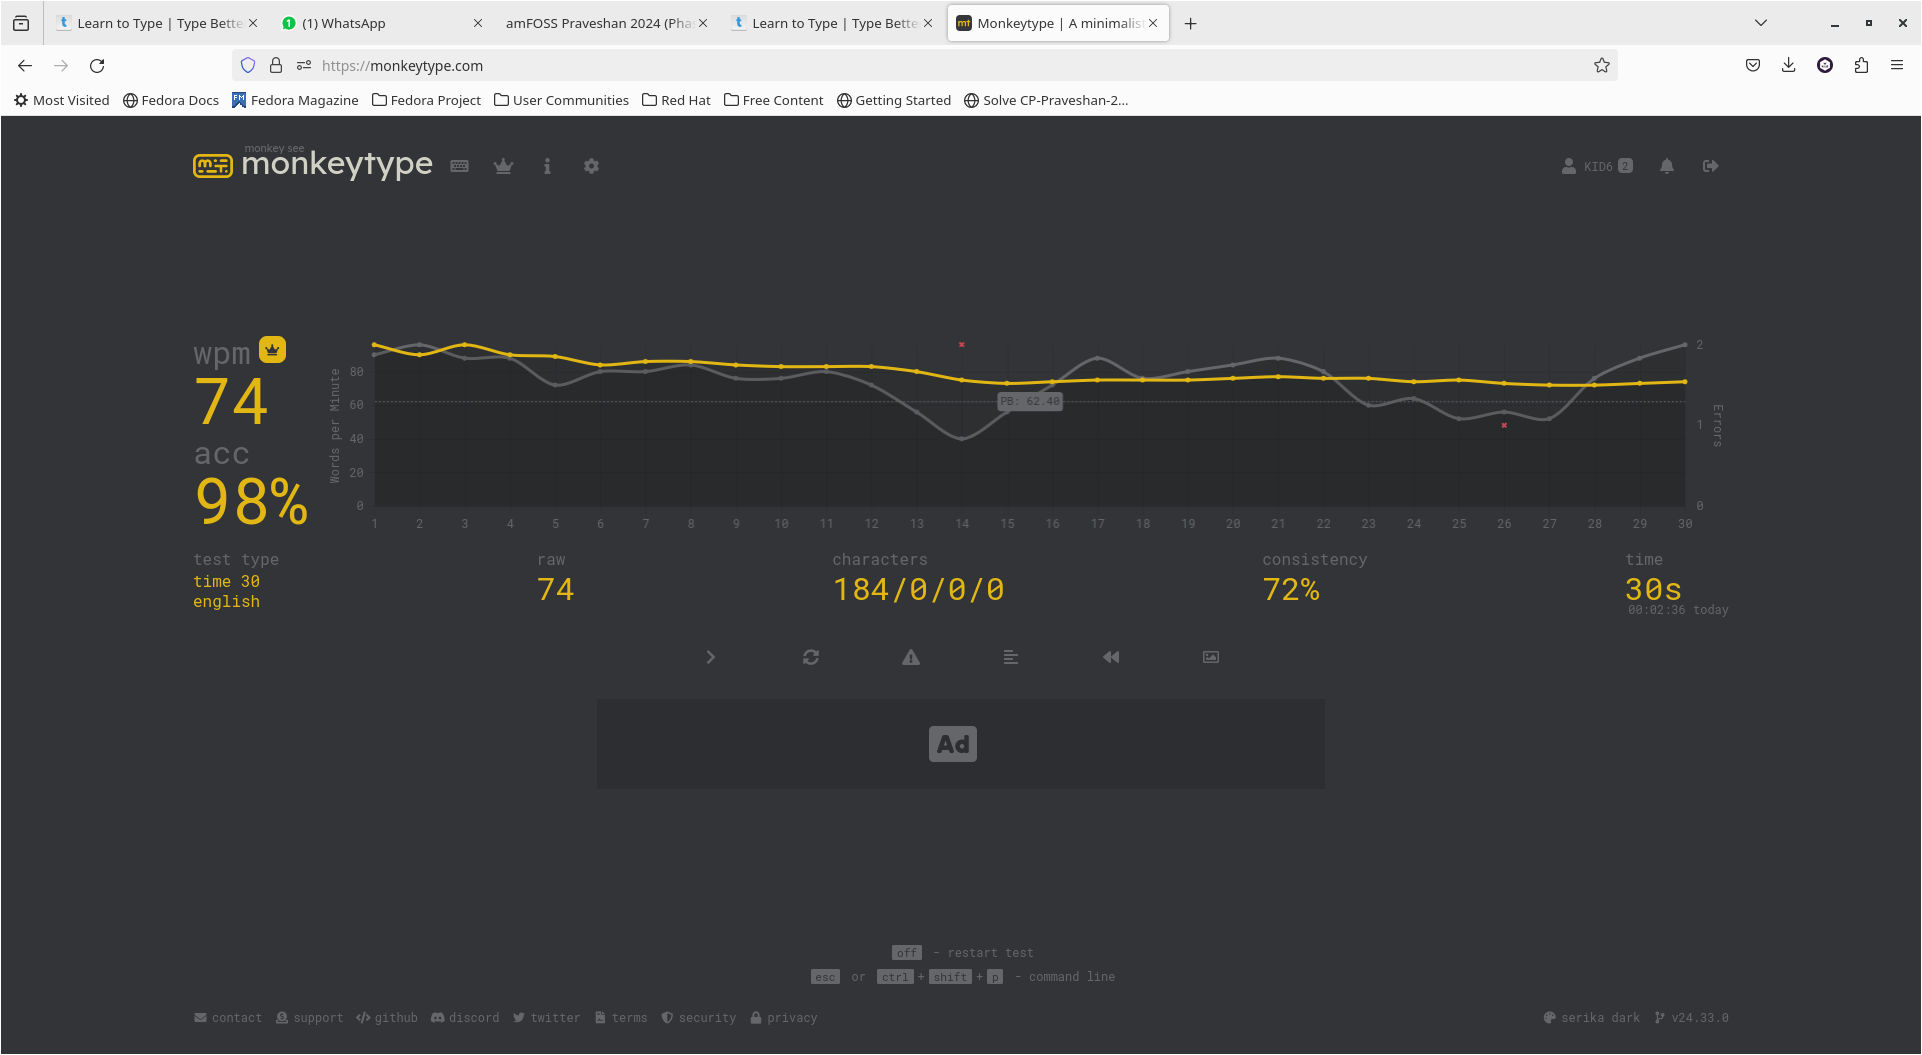 Learn to Type | Type Bette
(1) WhatsApp
amFOSS Praveshan 2024 (Pha
Learn to Type | Type Bette
Monkeytype | A minimalis
https://monkeytype.com
Most Visited
Fedora Docs
Fedora Magazine
Fedora Project
User Communities
Red Hat
Free Content
Getting Started
Solve CP-Praveshan-2...
monkey see
monkeytype
KID6 2
wpm
74
acc
98%
Words per Minute
80
60
40
20
0
PB: 62.40
2
1
0
Errors
1 2 3 4 5 6 7 8 9 10 11 12 13 14 15 16 17 18 19 20 21 22 23 24 25 26 27 28 29 30
test type
time 30
english
raw
74
characters
184/0/0/0
consistency
72%
time
30s
00:02:36 today
Ad
off - restart test
esc or ctrl + shift + p - command line
contact support github discord twitter terms security privacy
serika dark v24.33.0